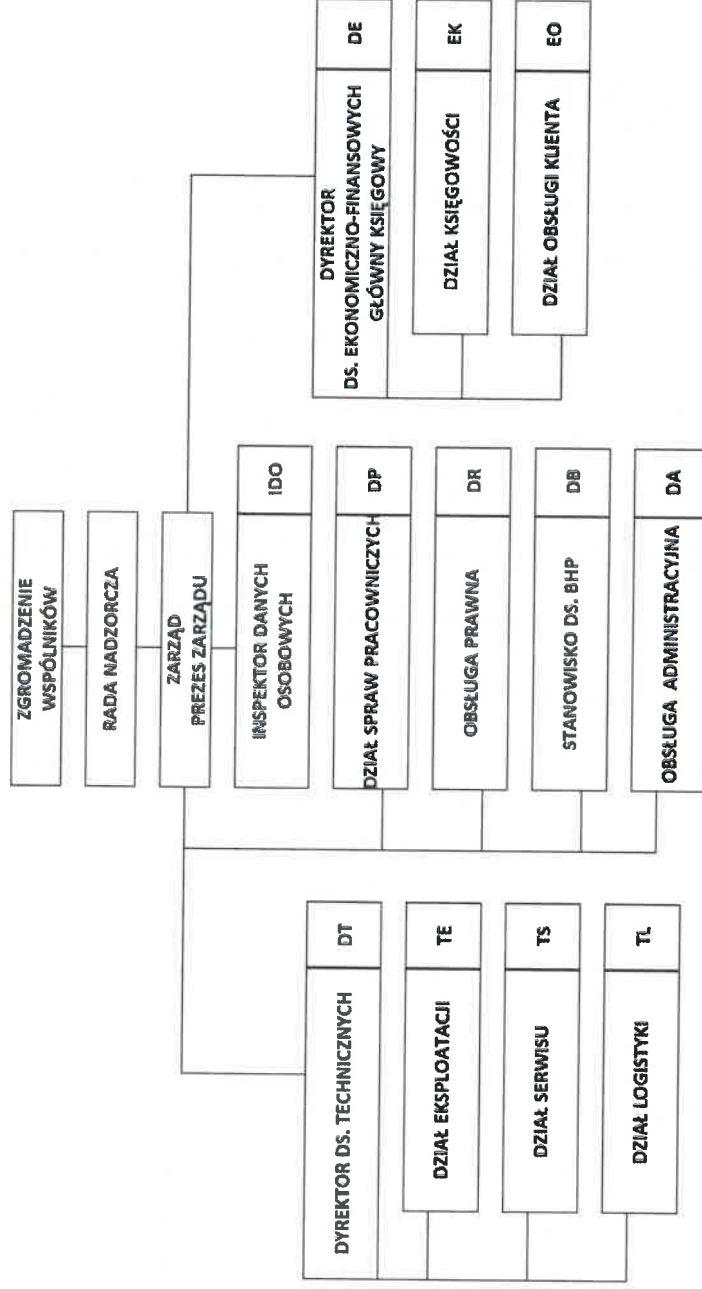 ZGROMADZENIE
WSPÓLNIKÓW
RADA NADZORCZA
ZARZĄD
PREZES ZARZĄDU
INSPEKTOR DANYCH
OSOBOWYCH
IDO
DZIAŁ SPRAW PRACOWNICZYCH
DP
OBSŁUGA PRAWNA
DR
STANOWISKO DS. BHP
DB
OBSŁUGA ADMINISTRACYJNA
DA
DYREKTOR DS. TECHNICZNYCH
DT
DZIAŁ EKSPLOATACJI
TE
DZIAŁ SERWISU
TS
DZIAŁ LOGISTYKI
TL
DYREKTOR
DS. EKONOMICZNO-FINANSOWYCH
GŁÓWNY KSIĘGOWY
DE
DZIAŁ KSIĘGOWOŚCI
EK
DZIAŁ OBSŁUGI KLIENTA
EO